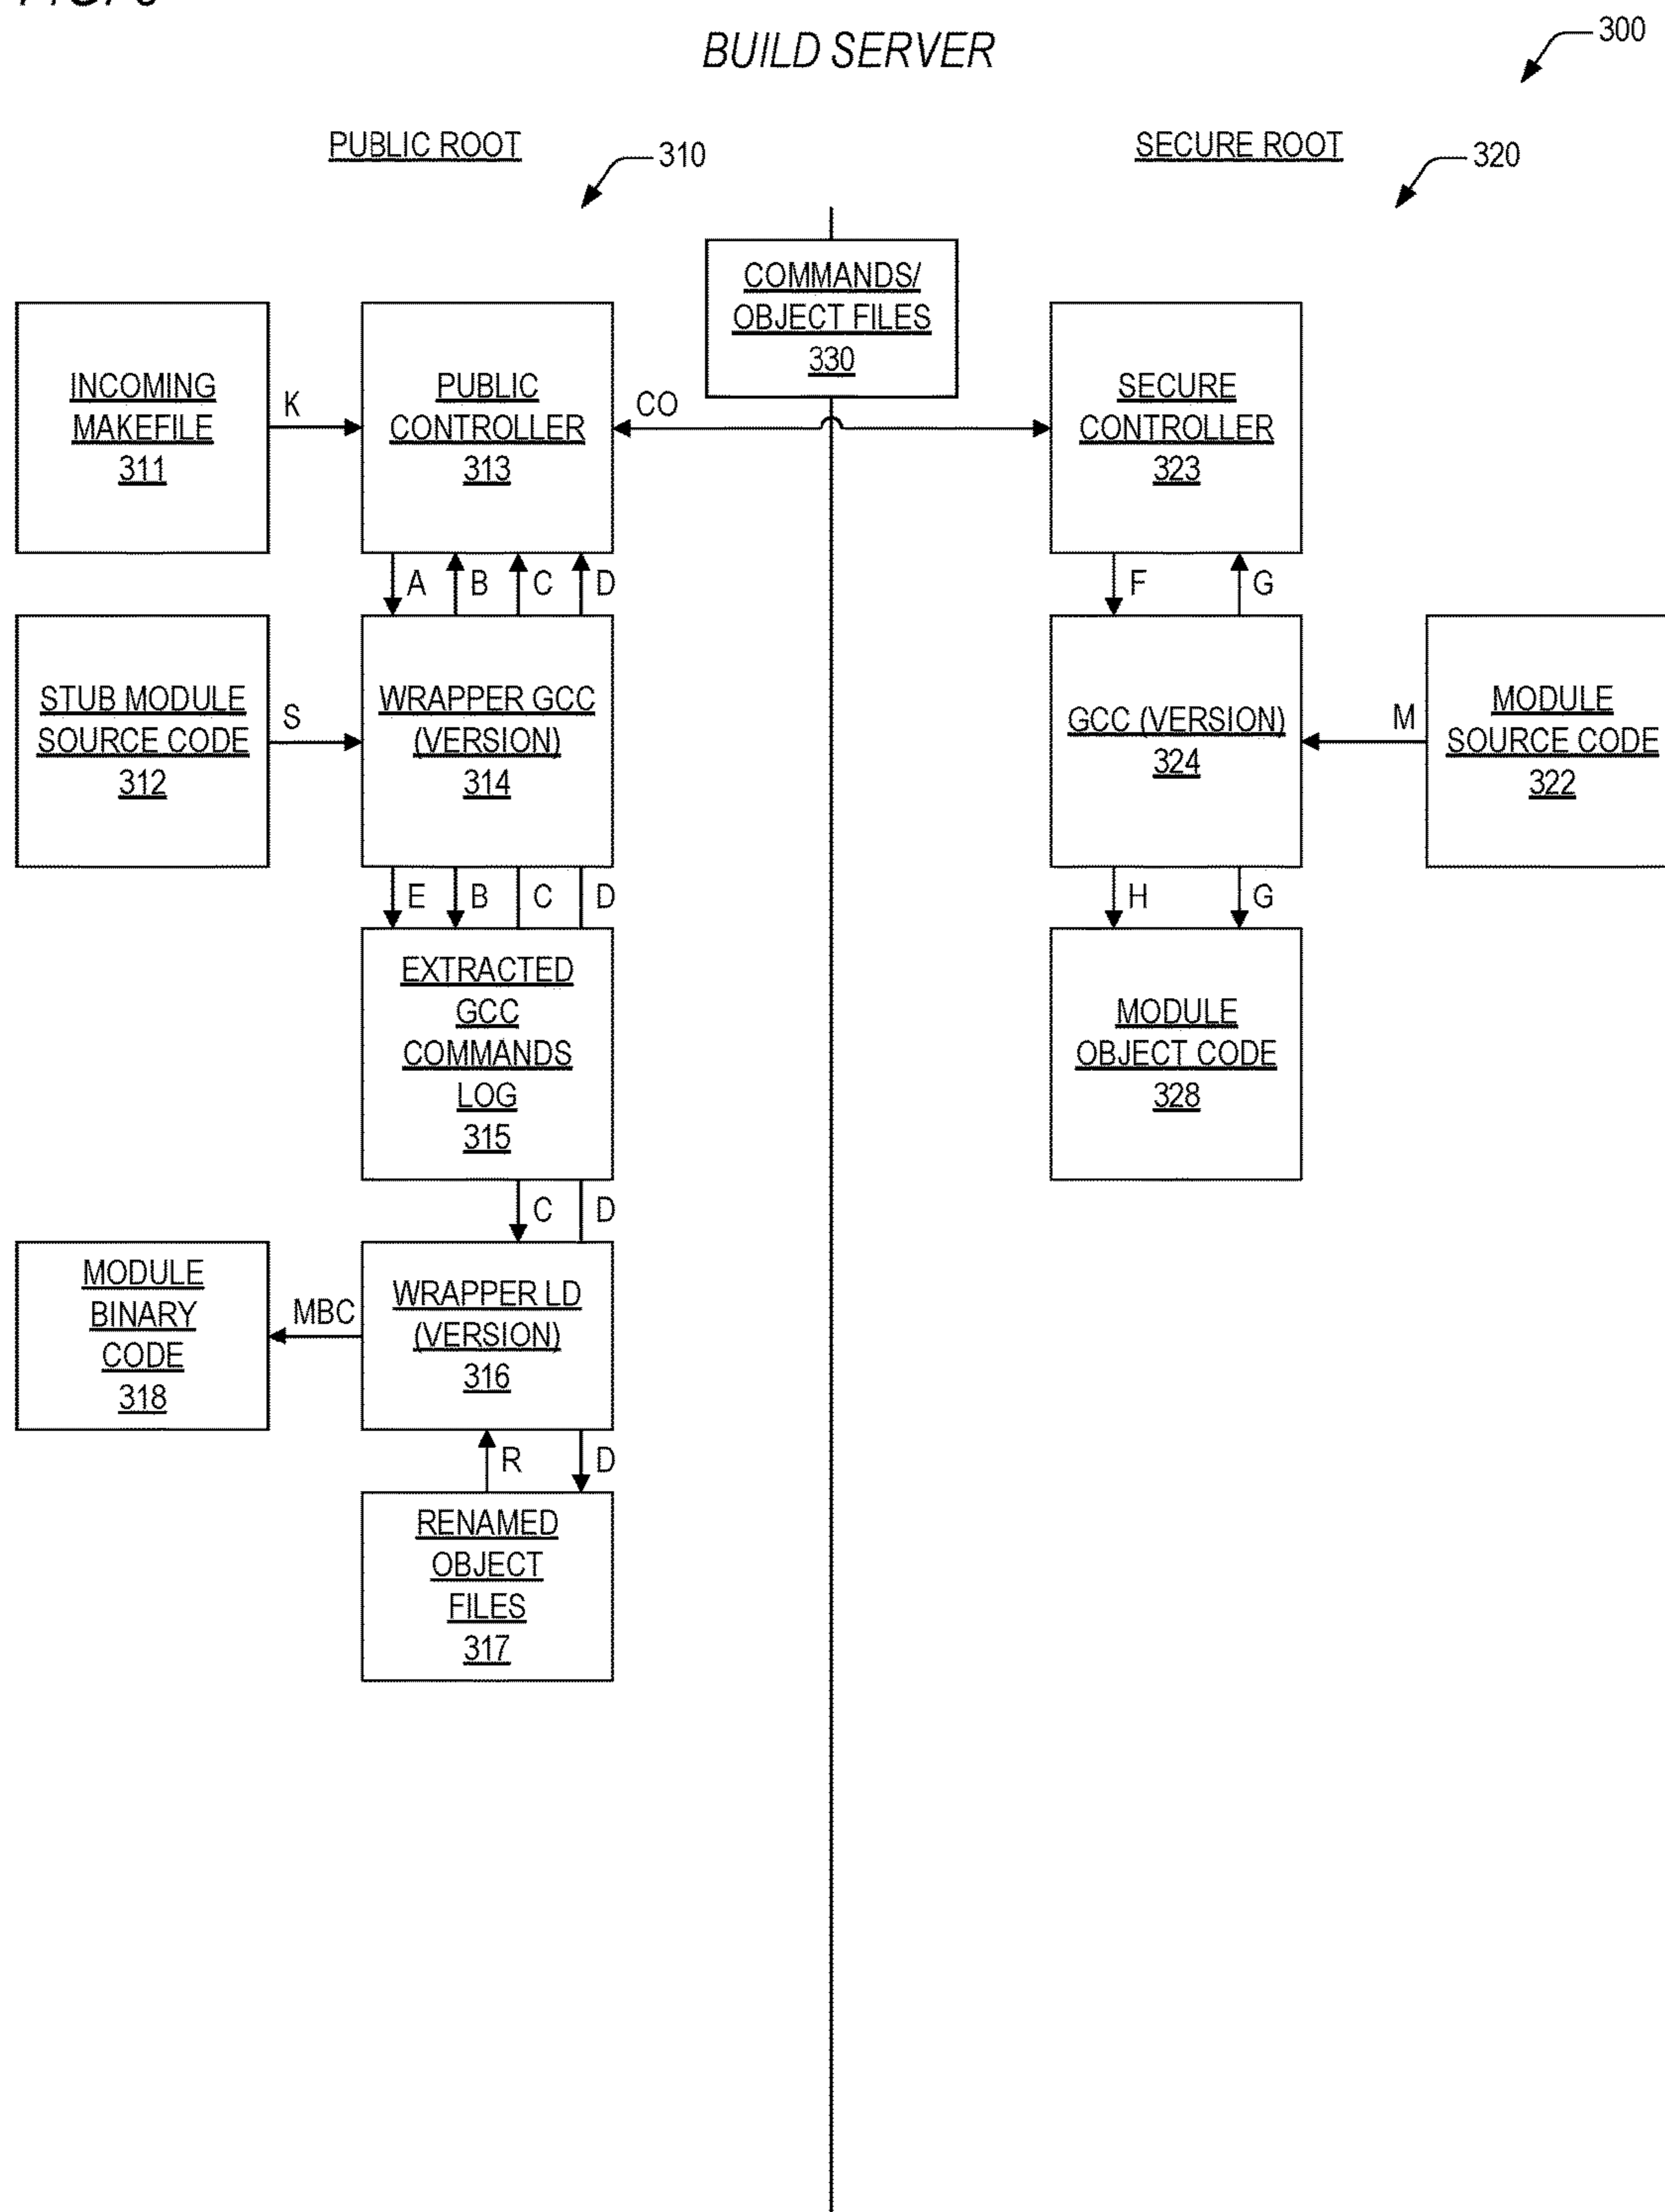 BUILD SERVER
300
PUBLIC ROOT
310
SECURE ROOT
320
COMMANDS/
OBJECT FILES
330
INCOMING
MAKEFILE
311
K
PUBLIC
CONTROLLER
313
CO
SECURE
CONTROLLER
323
A
B
C
D
F
G
STUB MODULE
SOURCE CODE
312
S
WRAPPER GCC
(VERSION)
314
GCC (VERSION)
324
M
MODULE
SOURCE CODE
322
E
B
C
D
H
G
EXTRACTED
GCC
COMMANDS
LOG
315
MODULE
OBJECT CODE
328
C
D
MODULE
BINARY
CODE
318
MBC
WRAPPER LD
(VERSION)
316
R
D
RENAMED
OBJECT
FILES
317